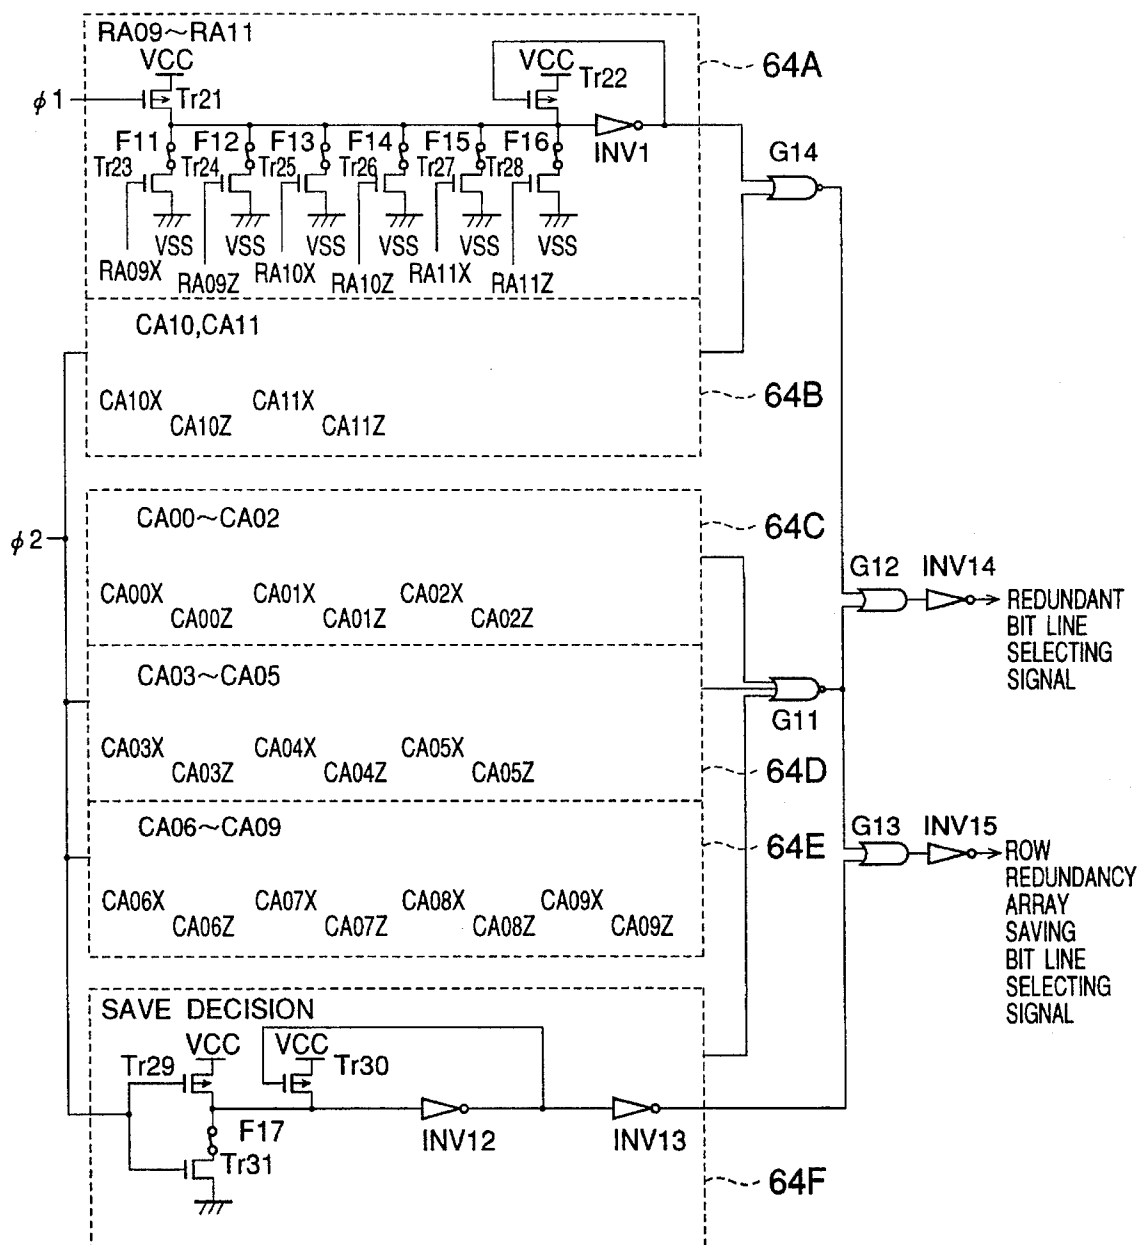 RA09~RA11
VCC
VCC
64A
φ1
Tr21
Tr22
F11
F12
F13
F14
F15
F16
INV1
G14
Tr23
Tr24
Tr25
Tr26
Tr27
Tr28
VSS
VSS
VSS
VSS
VSS
VSS
RA09X
RA09Z
RA10X
RA10Z
RA11X
RA11Z
CA10,CA11
64B
CA10X
CA10Z
CA11X
CA11Z
φ2
CA00~CA02
64C
CA00X
CA00Z
CA01X
CA01Z
CA02X
CA02Z
G12
INV14
REDUNDANT
BIT LINE
SELECTING
SIGNAL
CA03~CA05
G11
CA03X
CA03Z
CA04X
CA04Z
CA05X
CA05Z
64D
CA06~CA09
64E
G13
INV15
ROW
REDUNDANCY
ARRAY
SAVING
BIT LINE
SELECTING
SIGNAL
CA06X
CA06Z
CA07X
CA07Z
CA08X
CA08Z
CA09X
CA09Z
SAVE DECISION
VCC
VCC
Tr29
Tr30
F17
INV12
INV13
Tr31
64F